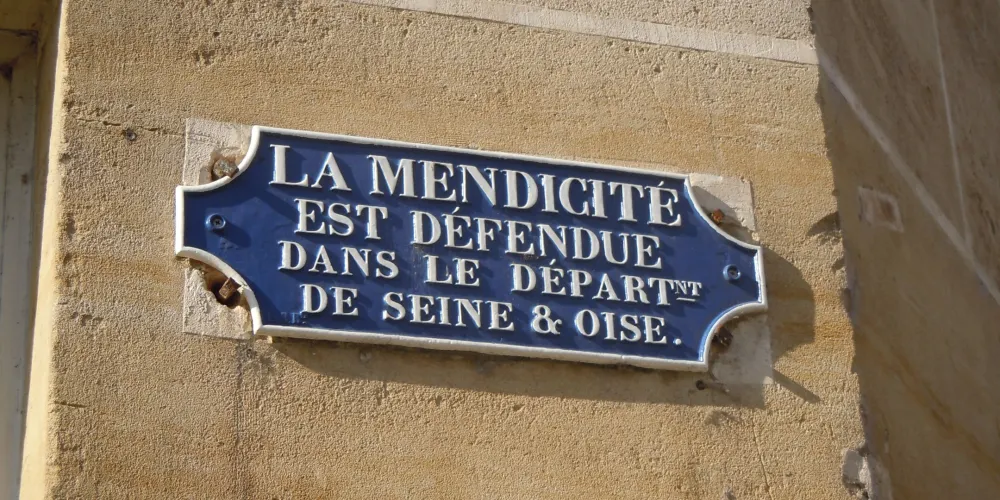 LA MENDICITÉ
EST DÉFENDUE
DANS LE DÉPARTNT
DE SEINE & OISE.